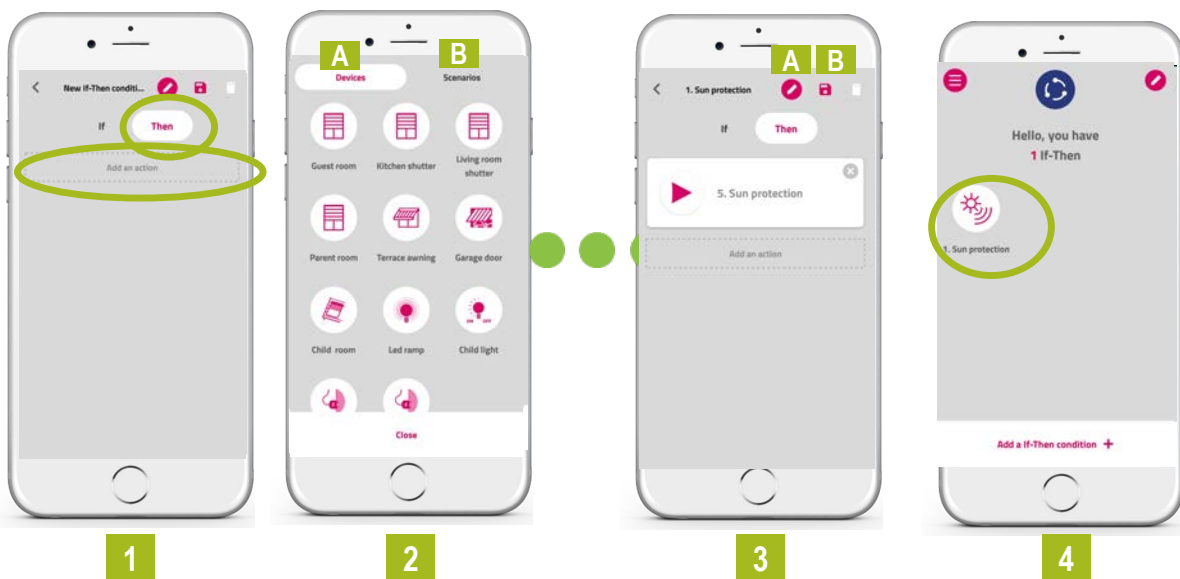 New If-Then conditi...
If Then
Add an action
1
A B
Devices Scenarios
Guest room Kitchen shutter Living room
shutter
Parent room Terrace awning Garage door
Child room Led ramp Child light
ON OFF
α α
Close
2
A B
1. Sun protection
If Then
5. Sun protection
Add an action
3
Hello, you have
1 If-Then
1. Sun protection
Add a If-Then condition +
4